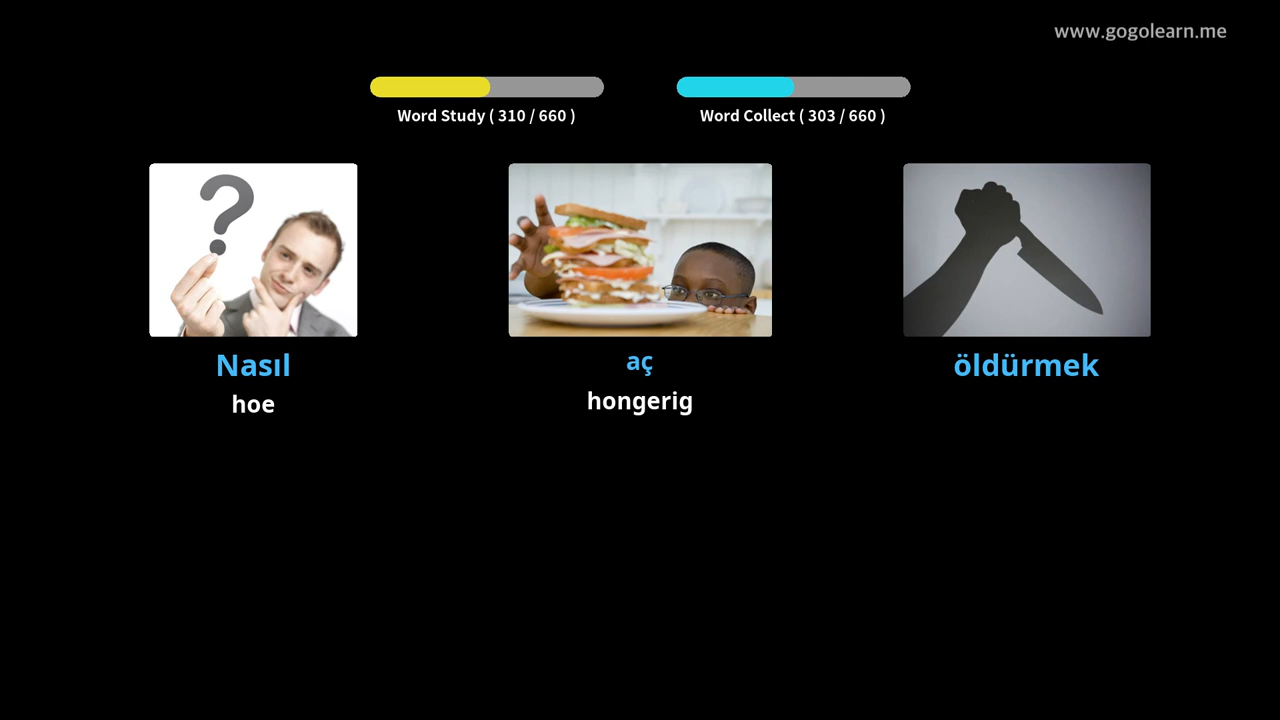 www.gogolearn.me
Word Study ( 310 / 660 )
Word Collect ( 303 / 660 )
?
Nasıl
hoe
aç
hongerig
öldürmek